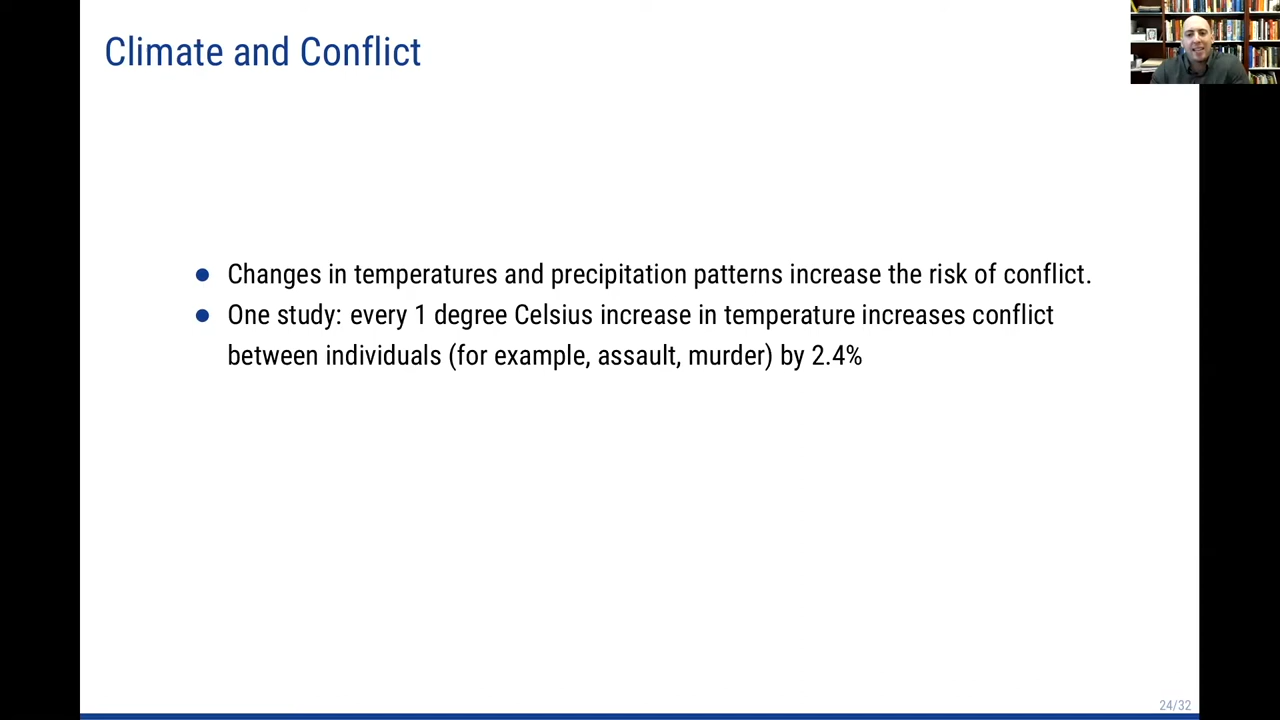 Climate and Conflict
● Changes in temperatures and precipitation patterns increase the risk of conflict.
● One study: every 1 degree Celsius increase in temperature increases conflict
between individuals (for example, assault, murder) by 2.4%
24/32